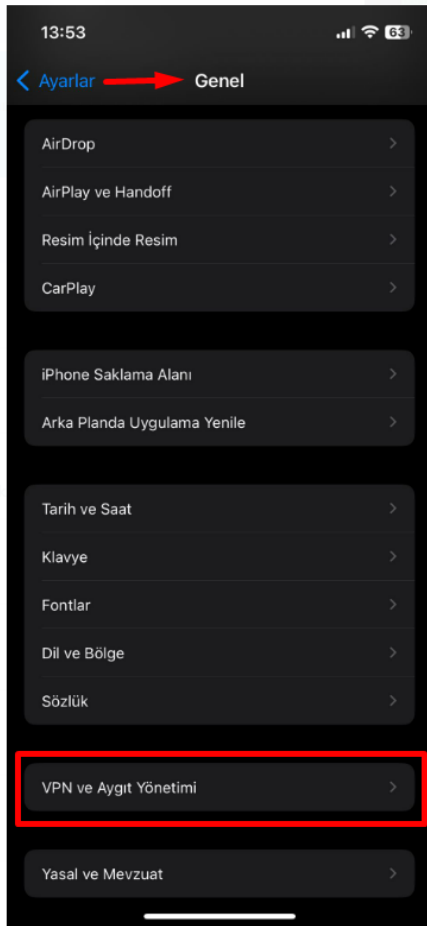 13:53
63
Ayarlar
Genel
AirDrop
AirPlay ve Handoff
Resim İçinde Resim
CarPlay
iPhone Saklama Alanı
Arka Planda Uygulama Yenile
Tarih ve Saat
Klavye
Fontlar
Dil ve Bölge
Sözlük
VPN ve Aygıt Yönetimi
Yasal ve Mevzuat